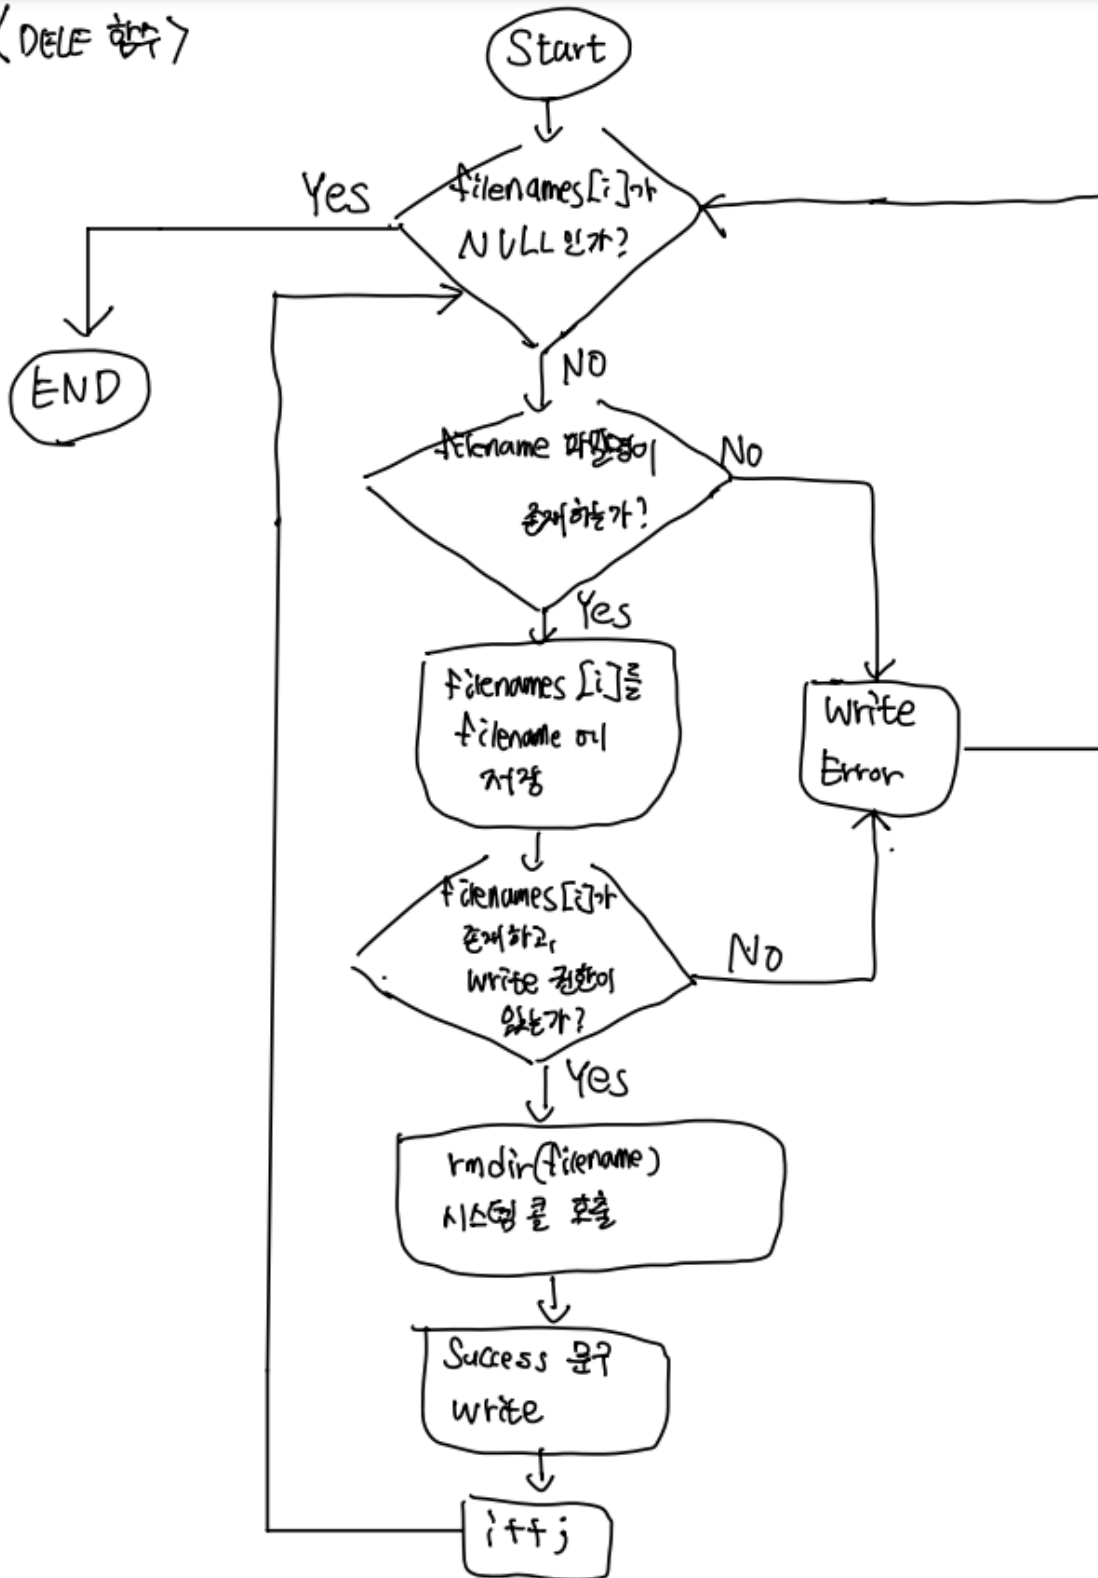 <DELE 함수>
Start
filenames[i]가
NULL인가?
Yes
END
NO
filename 파일명이
존재하는가?
No
Yes
filenames [i]를
filename에
저장
Write
Error
filenames[i]가
존재하고,
write 권한이
있는가?
No
Yes
rmdir(filename)
시스템 콜 호출
Success 문구
write
i++;